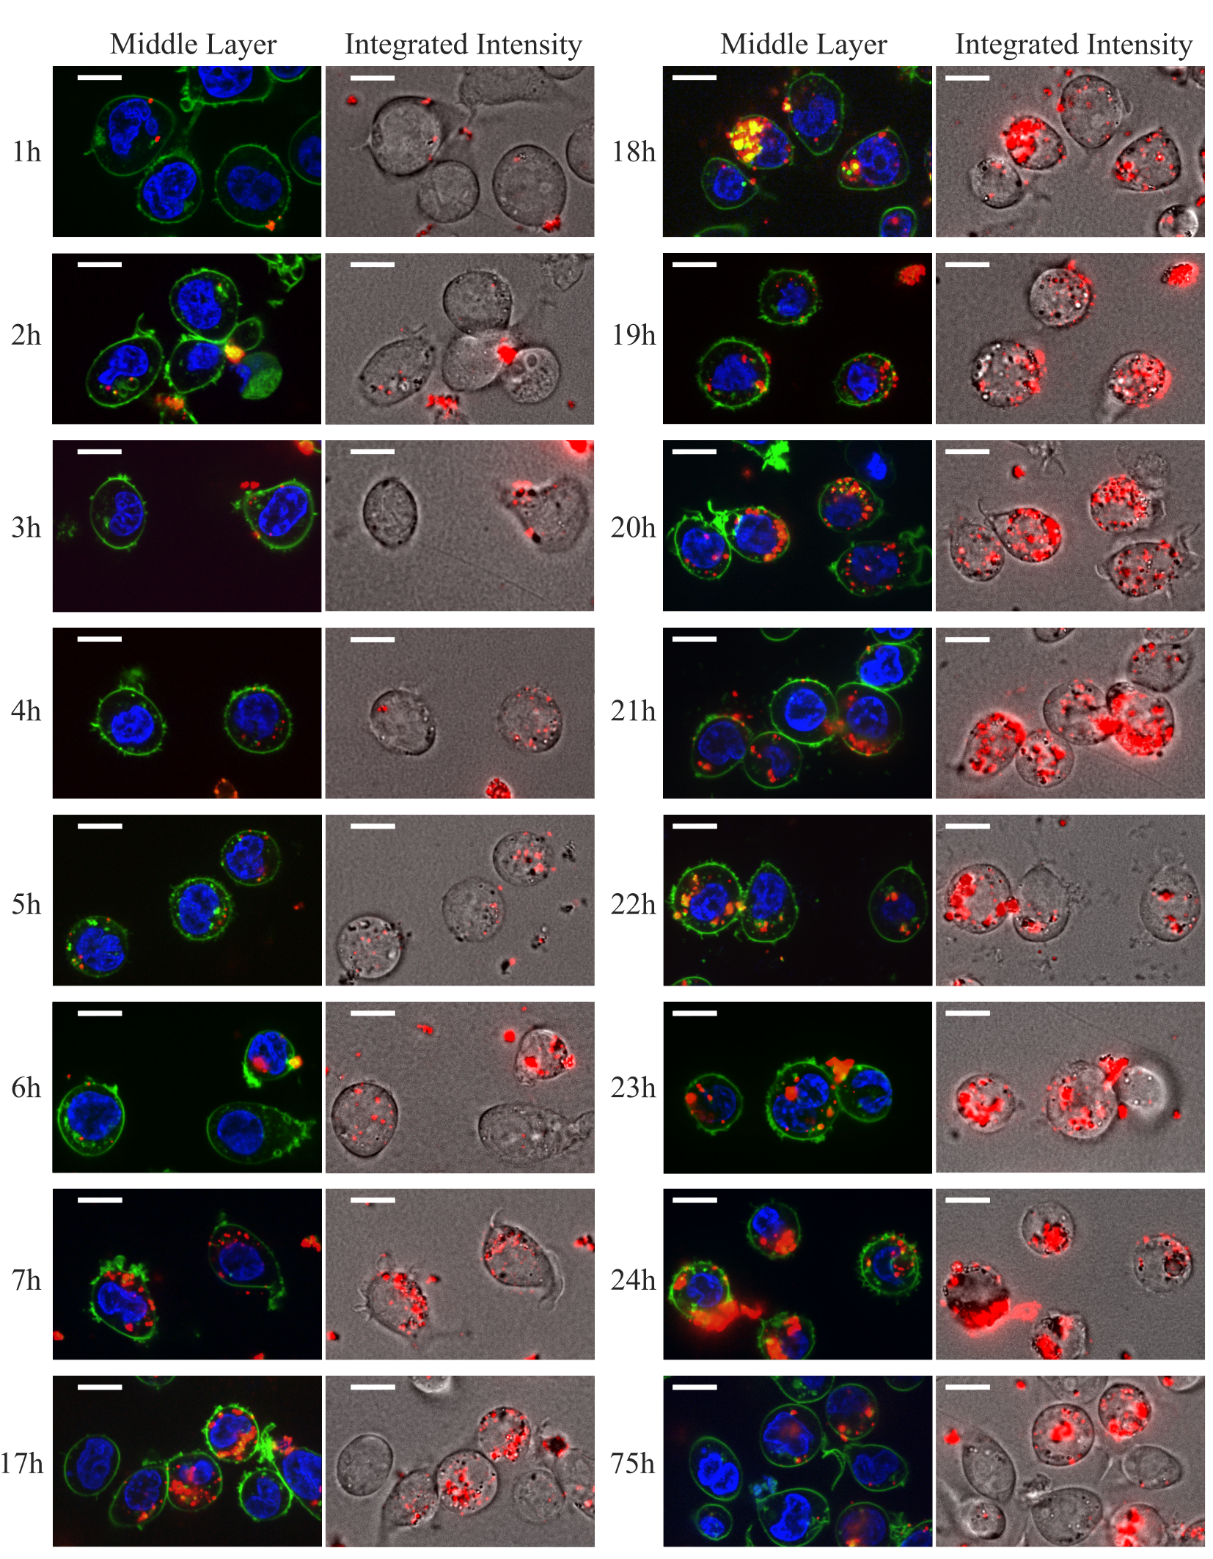 Middle Layer Integrated Intensity Middle Layer Integrated Intensity
1h 18h
2h 19h
3h 20h
4h 21h
5h 22h
6h 23h
7h 24h
17h 75h